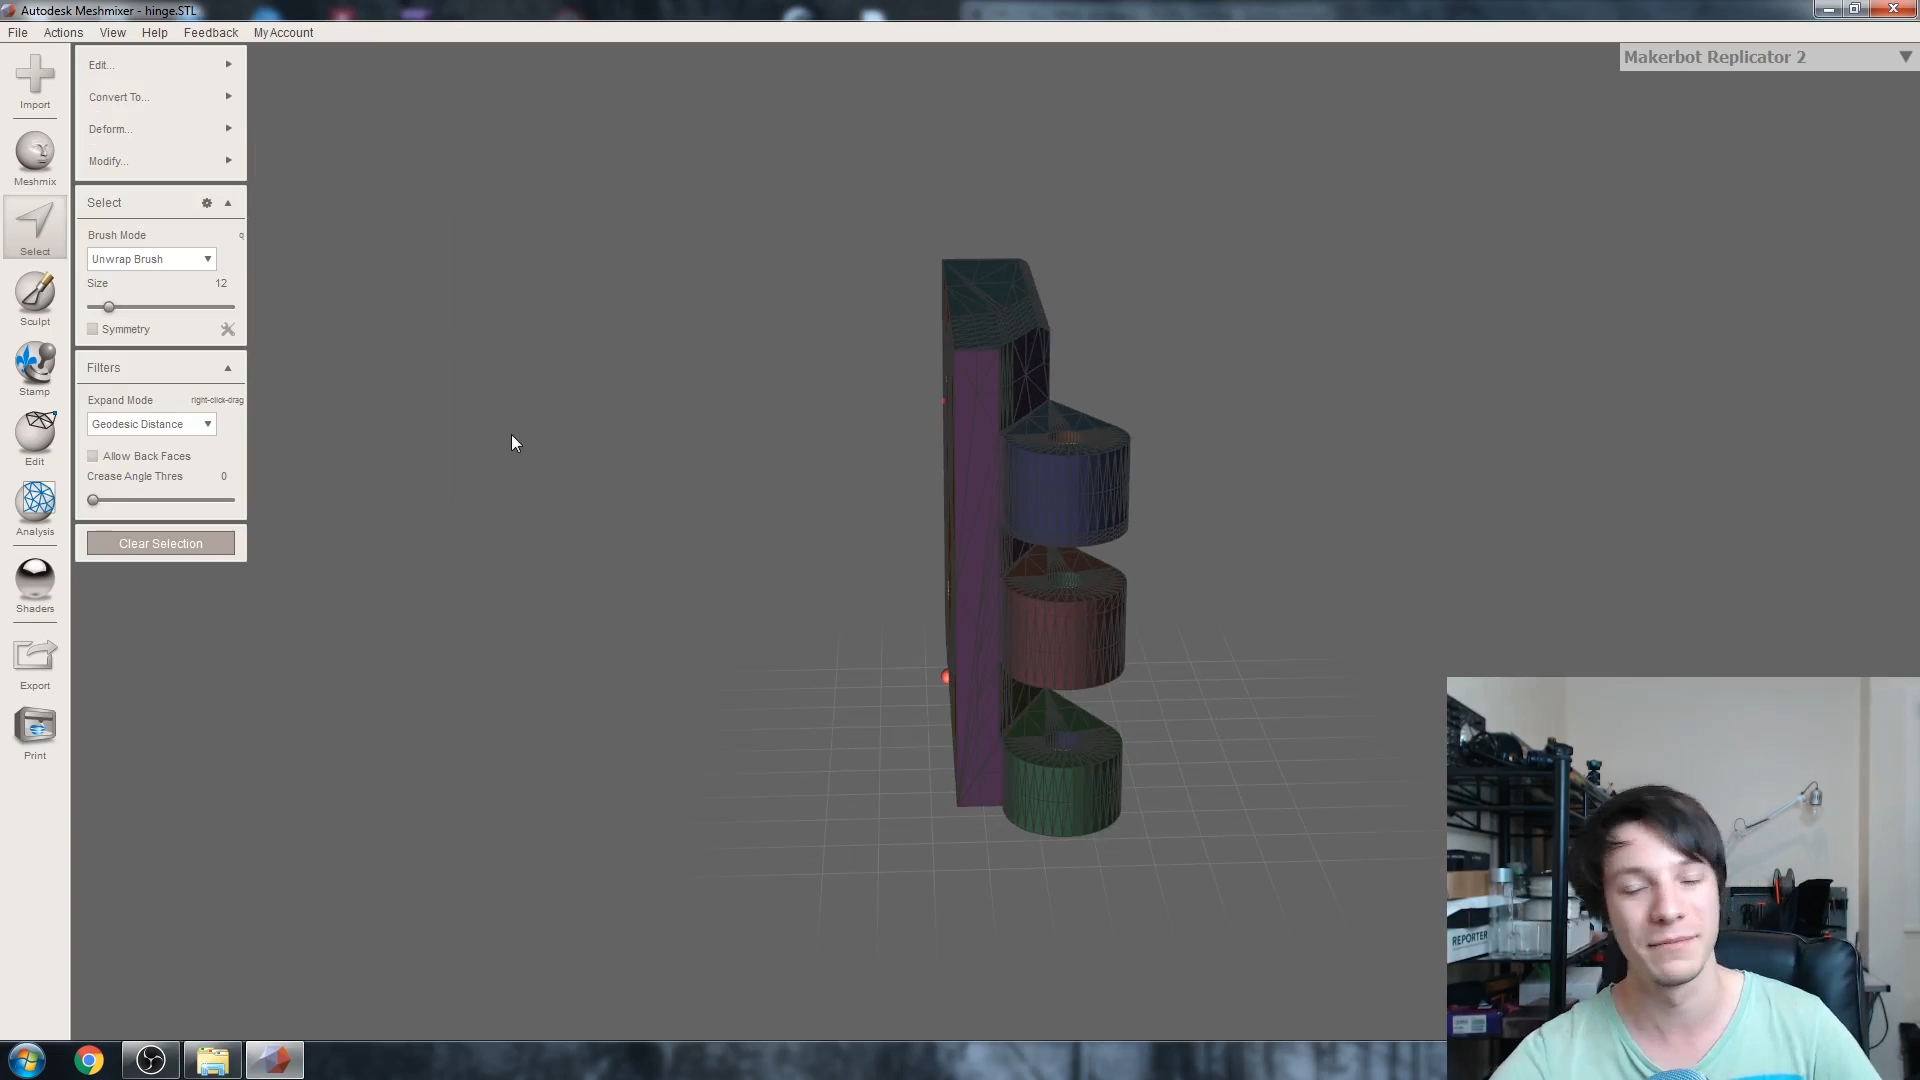 Autodesk Meshmixer - hinge.STL
File Actions View Help Feedback My Account
Makerbot Replicator 2
Import
Meshmix
Select
Sculpt
Stamp
Edit
Analysis
Shaders
Export
Print
Edit...
Convert To...
Deform...
Modify...
Select
Brush Mode q
Unwrap Brush
Size 12
Symmetry
Filters
Expand Mode right-click-drag
Geodesic Distance
Allow Back Faces
Crease Angle Thres 0
Clear Selection
REPORTER